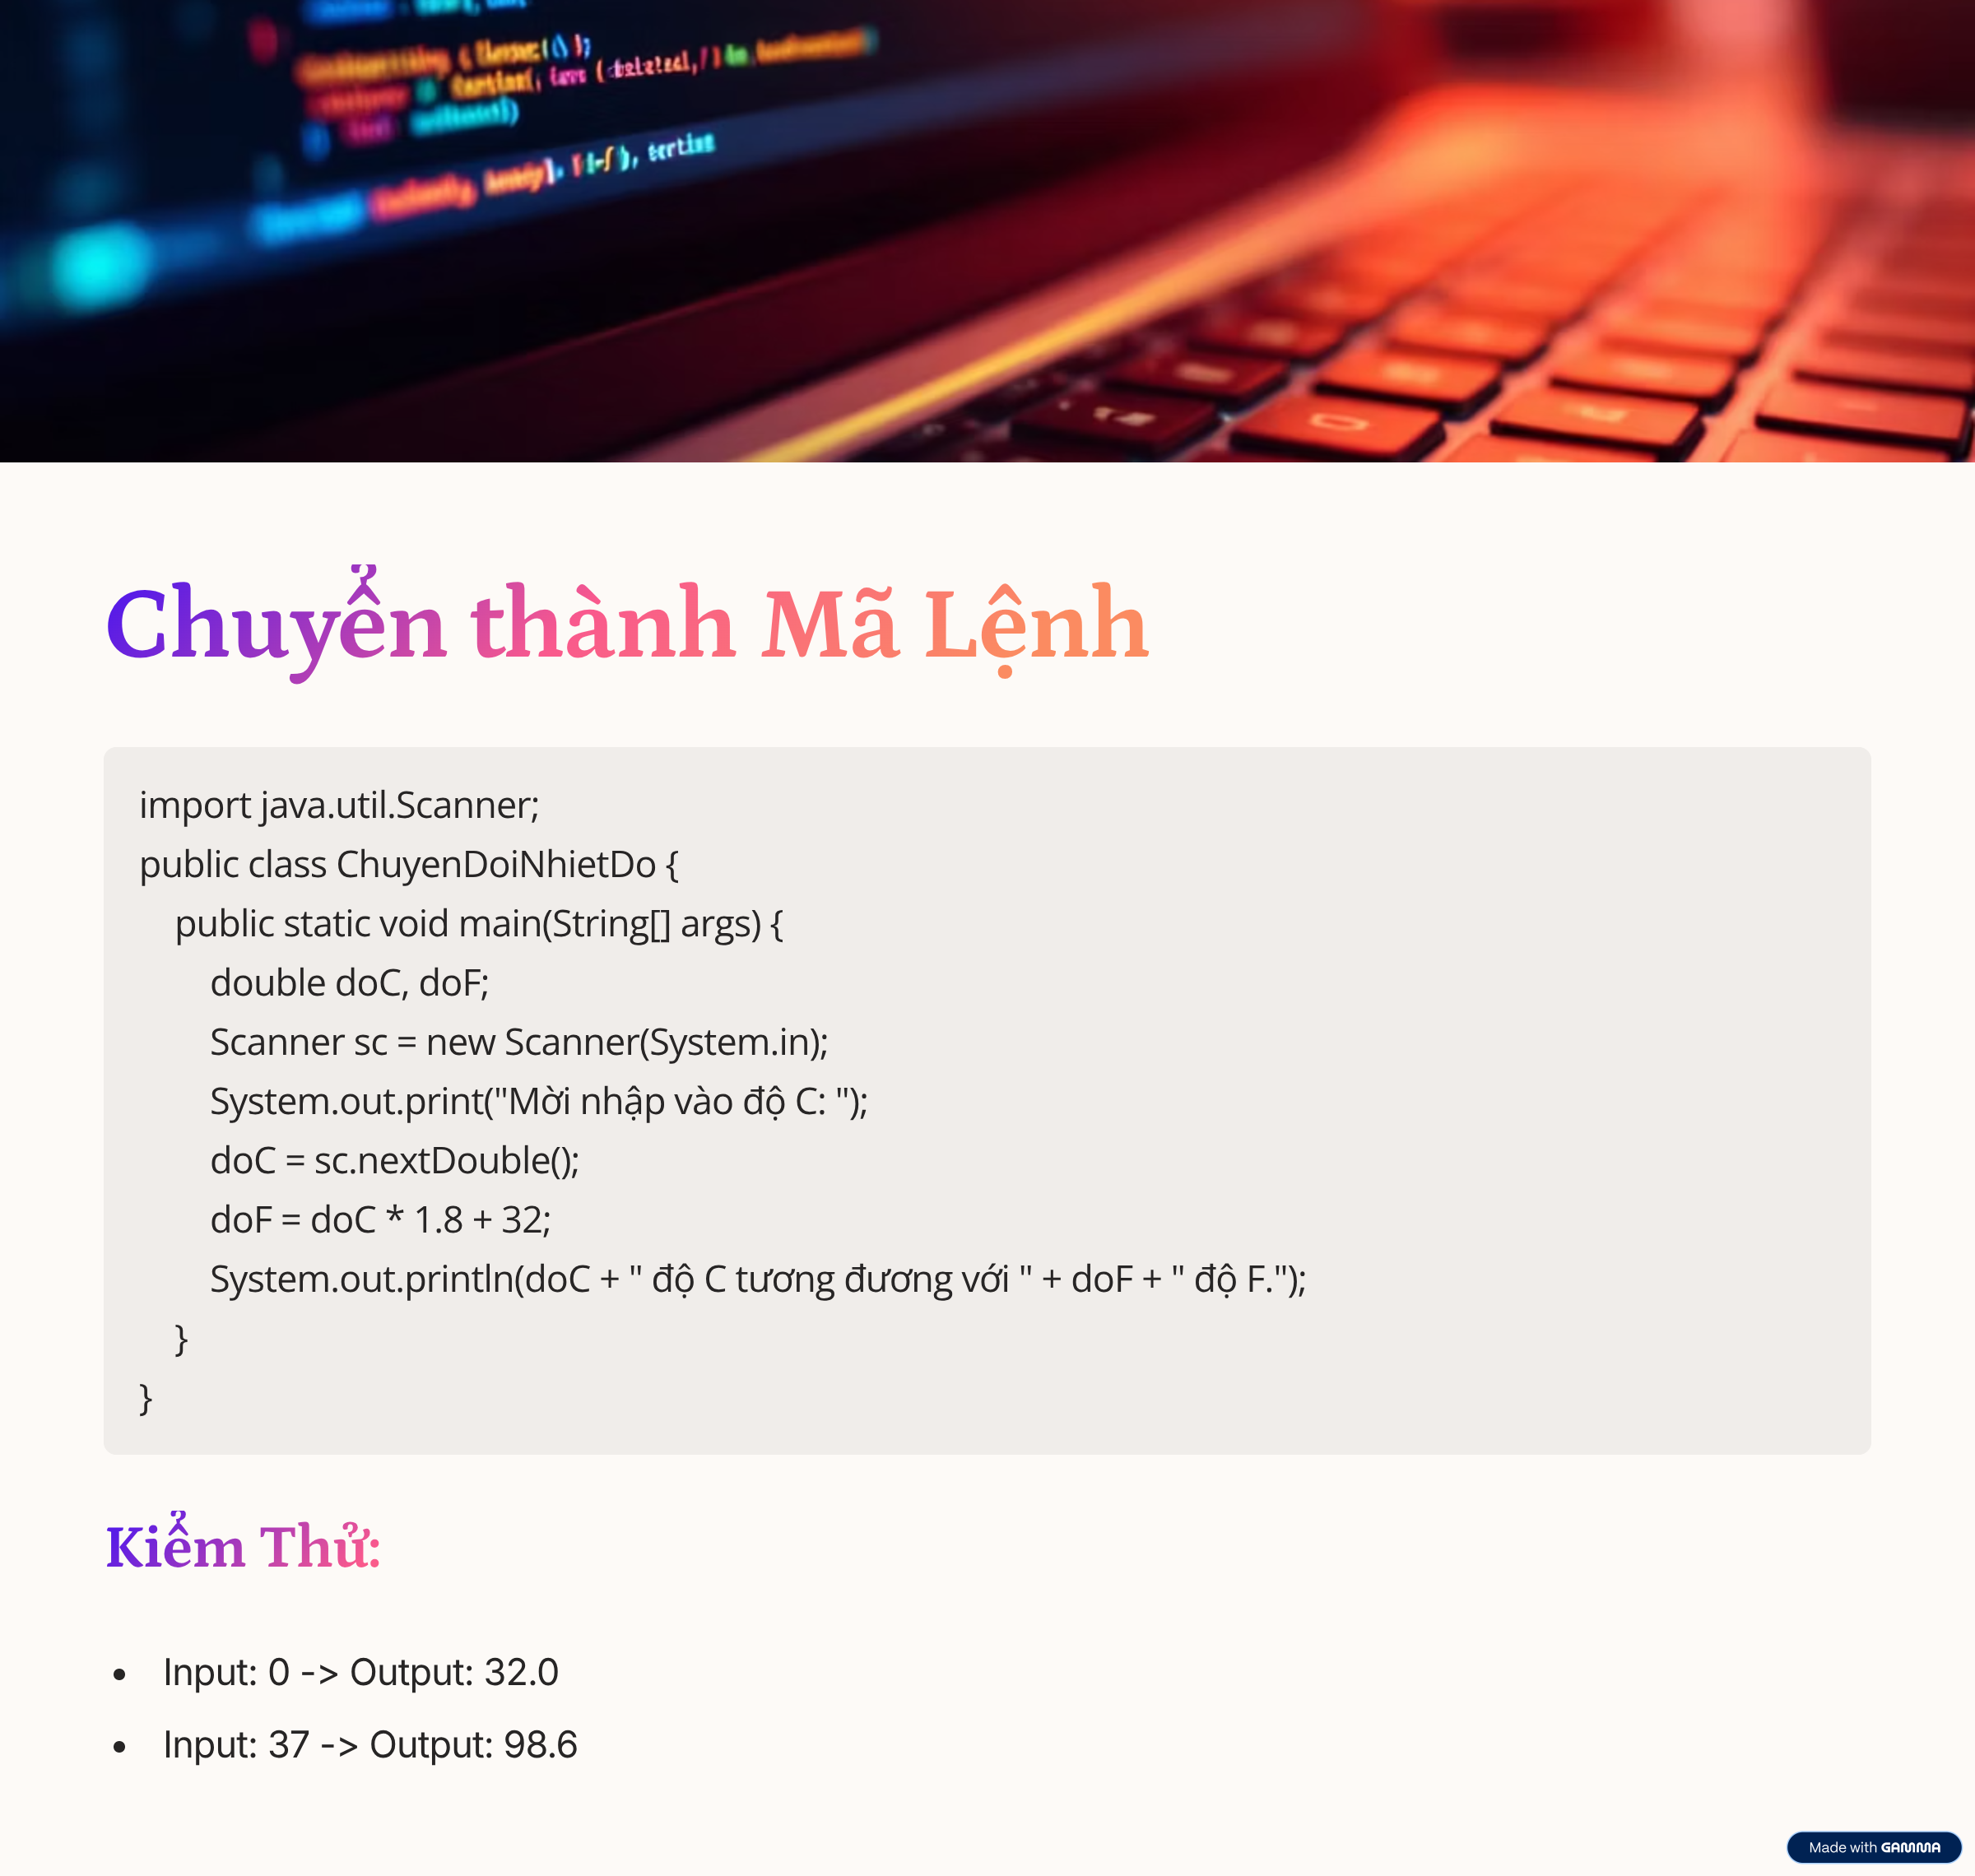 Chuyển thành Mã Lệnh
import java.util.Scanner;
public class ChuyenDoiNhietDo {
public static void main(String[] args) {
double doC, doF;
Scanner sc = new Scanner(System.in);
System.out.print("Mời nhập vào độ C: ");
doC = sc.nextDouble();
doF = doC * 1.8 + 32;
System.out.println(doC + " độ C tương đương với " + doF + " độ F.");
}
}
Kiểm Thử:
• Input: 0 -> Output: 32.0
• Input: 37 -> Output: 98.6
Made with GAMMA